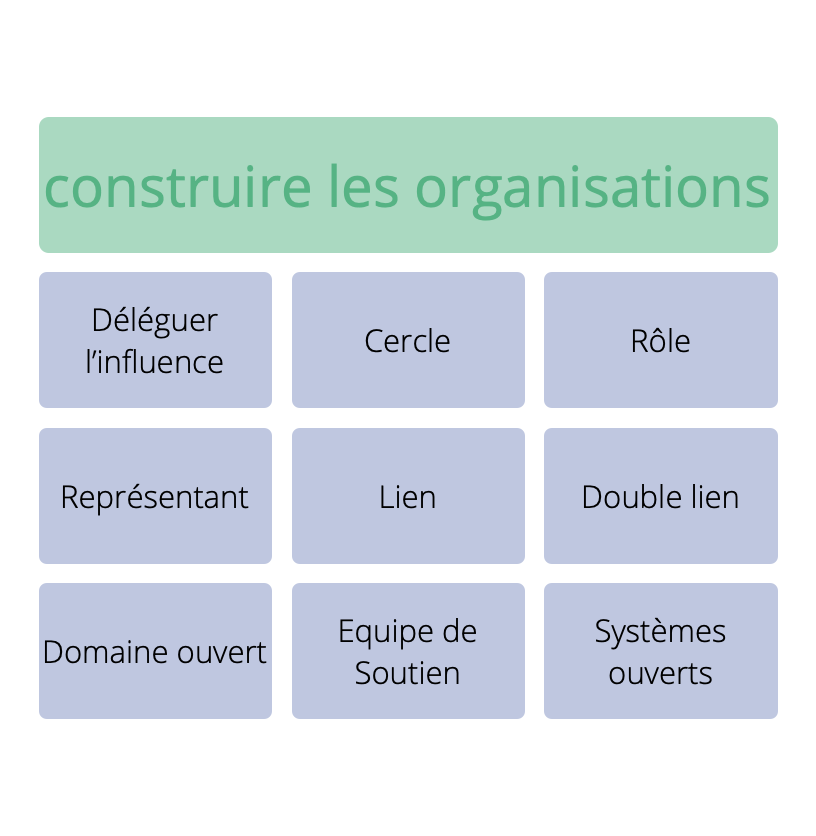 construire les organisations
Déléguer
l’influence
Cercle
Rôle
Représentant
Lien
Double lien
Domaine ouvert
Equipe de
Soutien
Systèmes
ouverts